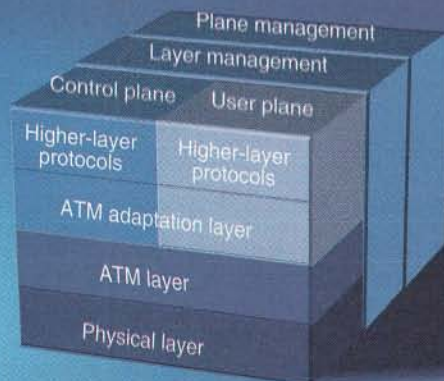 Plane management
Layer management
Control plane
User plane
Higher-layer
protocols
Higher-layer
protocols
ATM adaptation layer
ATM layer
Physical layer